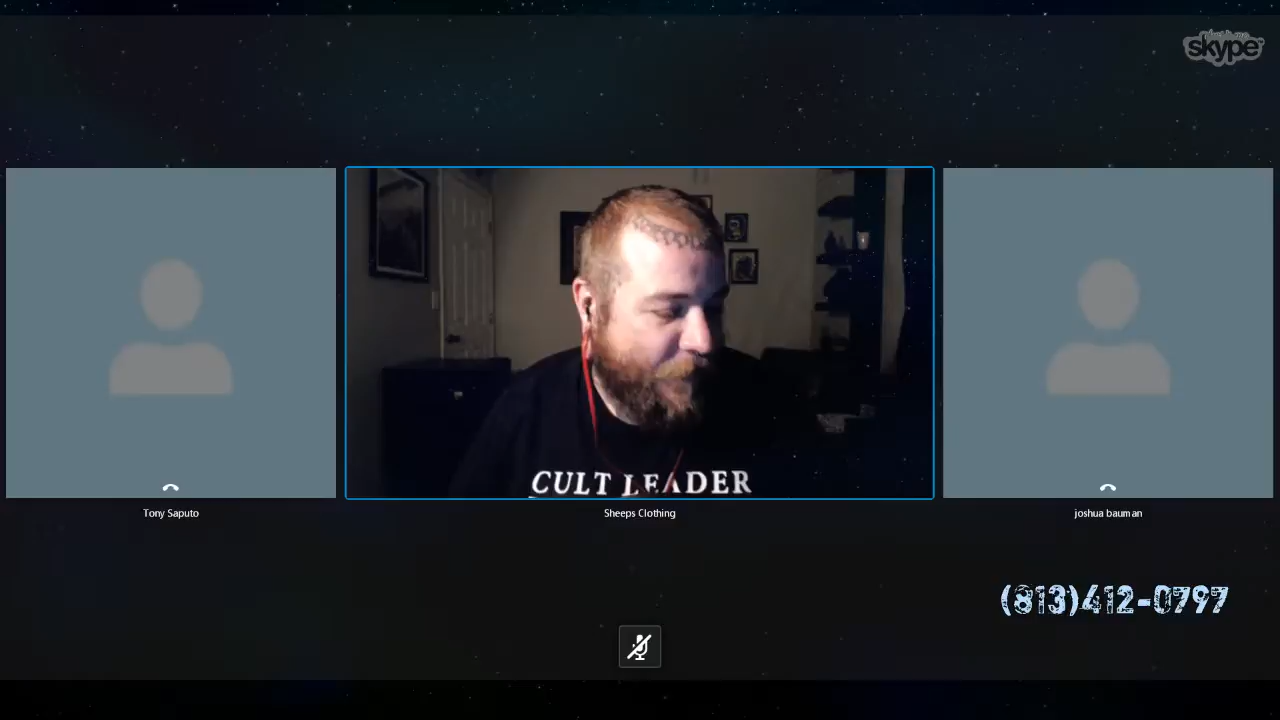 skype
CULT LEADER
Tony Saputo
Sheeps Clothing
joshua bauman
(813)412-0797